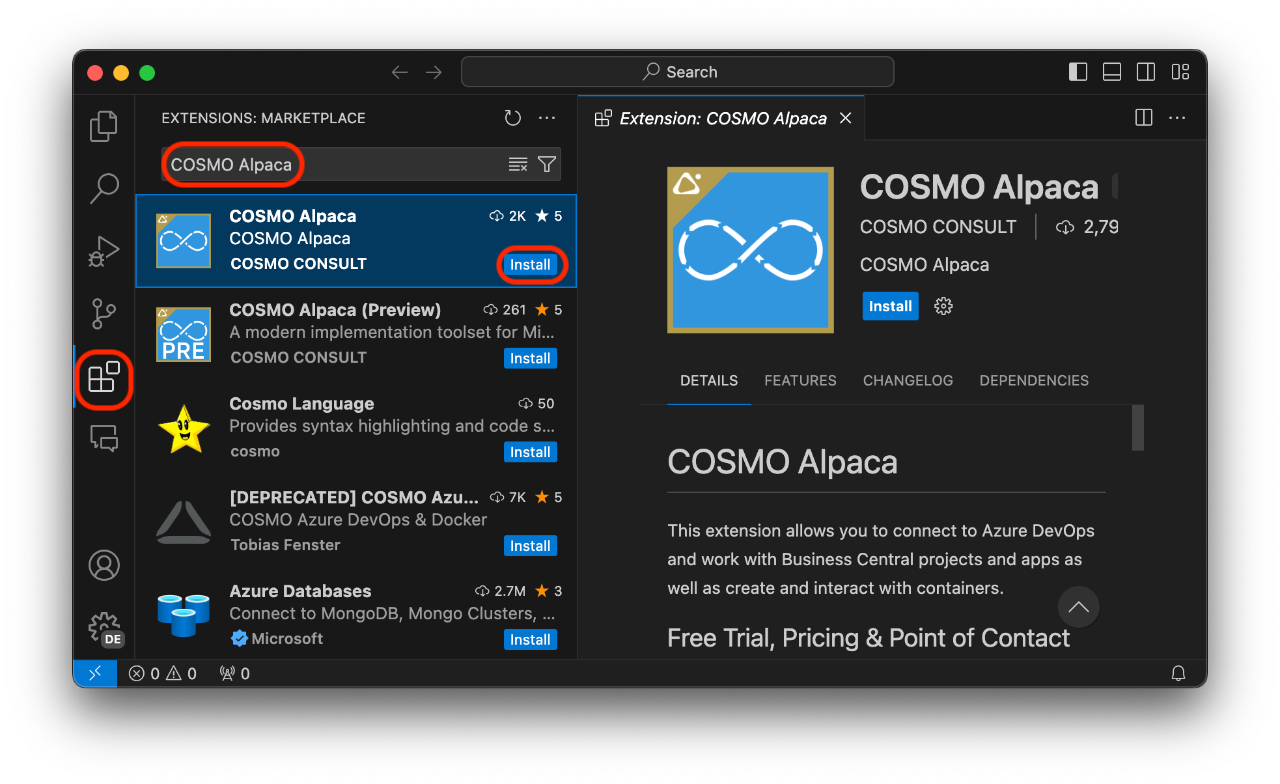 Search
EXTENSIONS: MARKETPLACE
COSMO Alpaca
COSMO Alpaca 2K 5
COSMO Alpaca
COSMO CONSULT Install
COSMO Alpaca (Preview) 261 5
A modern implementation toolset for Mi...
COSMO CONSULT Install
PRE
Cosmo Language 50
Provides syntax highlighting and code s...
cosmo Install
[DEPRECATED] COSMO Azu... 7K 5
COSMO Azure DevOps & Docker
Tobias Fenster Install
Azure Databases 2.7M 3
Connect to MongoDB, Mongo Clusters, ...
Microsoft Install
DE
0 0 0
Extension: COSMO Alpaca
COSMO Alpaca
COSMO CONSULT 2,79
COSMO Alpaca
Install
DETAILS FEATURES CHANGELOG DEPENDENCIES
COSMO Alpaca
This extension allows you to connect to Azure DevOps
and work with Business Central projects and apps as
well as create and interact with containers.
Free Trial, Pricing & Point of Contact